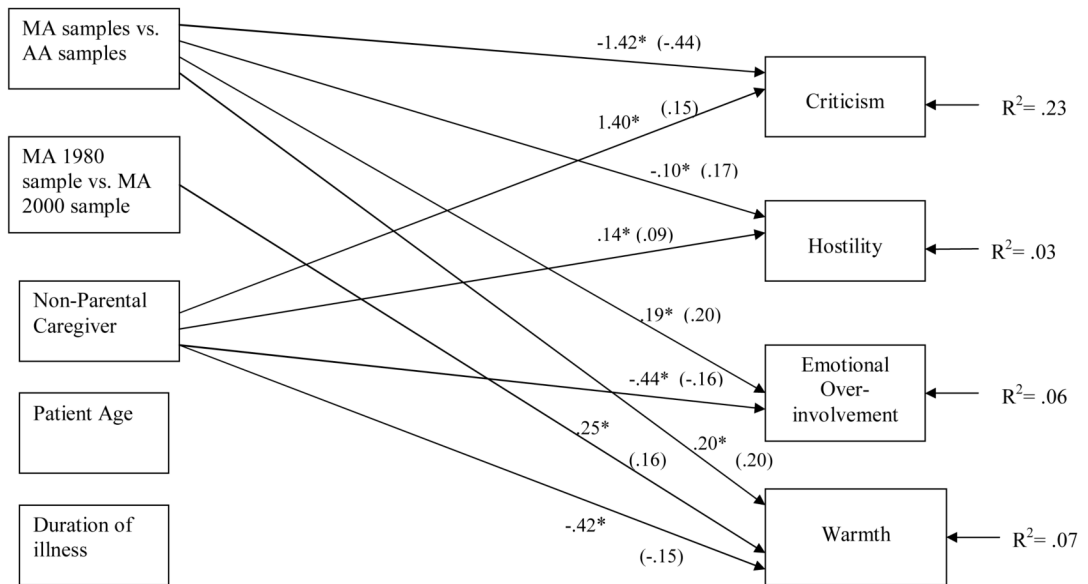 MA samples vs.
AA samples
MA 1980
sample vs. MA
2000 sample
Non-Parental
Caregiver
Patient Age
Duration of
illness
-1.42* (-.44)
1.40* (.15)
-.10* (.17)
.14* (.09)
.19* (.20)
-.44* (-.16)
.25*
(.16)
.20*
(.20)
-.42*
(-.15)
Criticism
R²= .23
Hostility
R²= .03
Emotional
Over-
involvement
R²= .06
Warmth
R²= .07